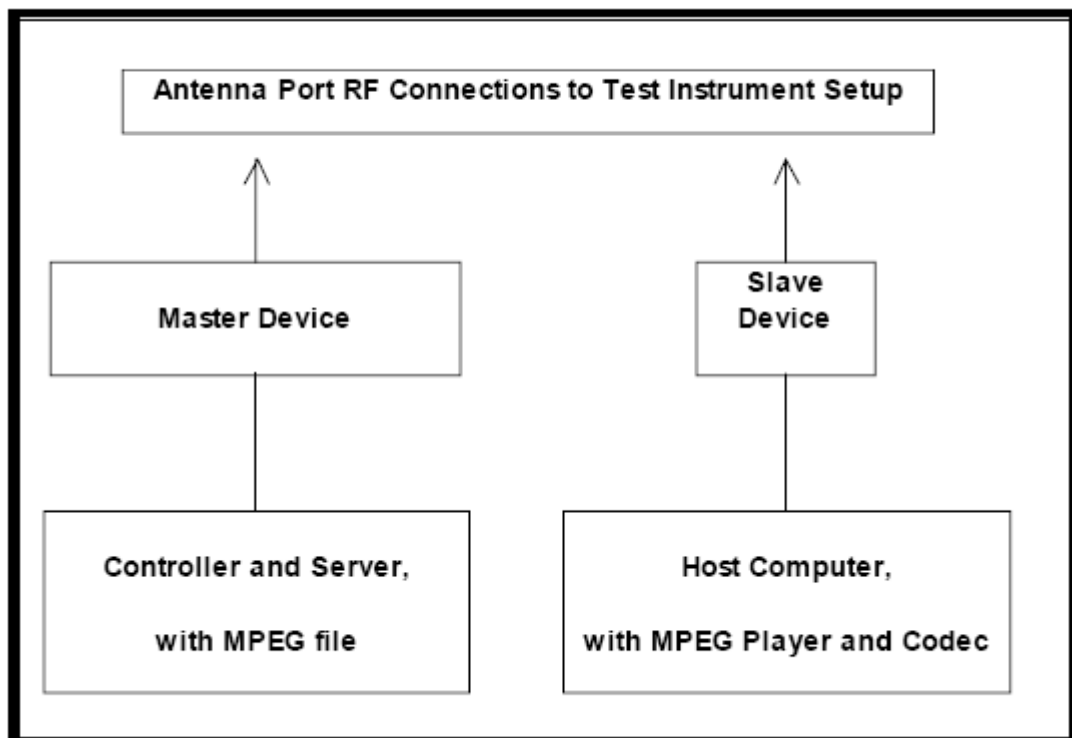 Antenna Port RF Connections to Test Instrument Setup
Master Device
Slave
Device
Controller and Server,
with MPEG file
Host Computer,
with MPEG Player and Codec